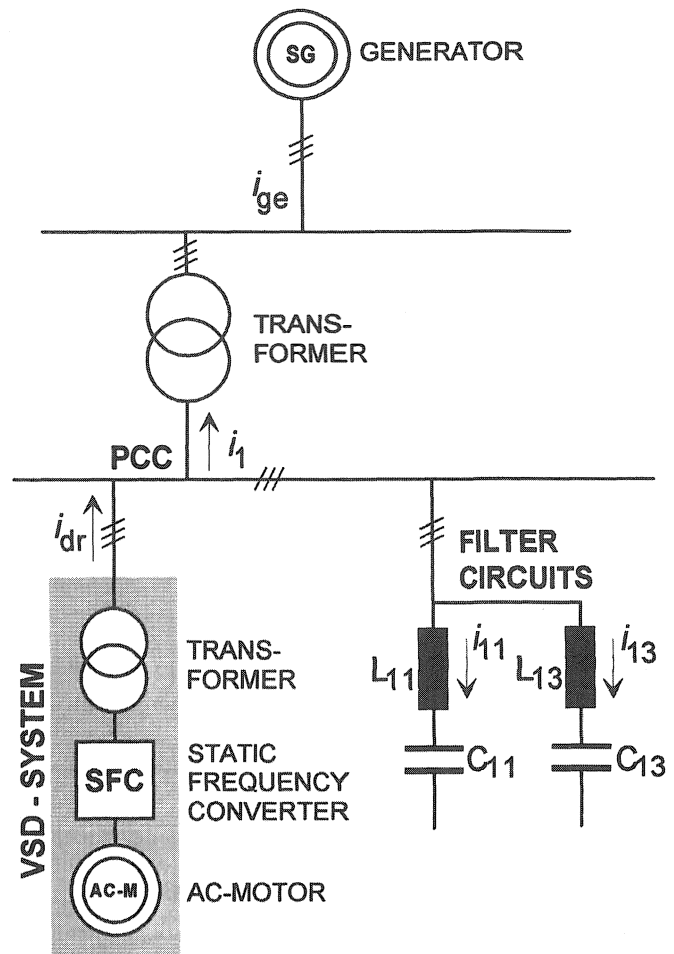 SG
GENERATOR
ige
TRANS-
FORMER
PCC
i1
idr
FILTER
CIRCUITS
i11
i13
L11
L13
C11
C13
TRANS-
FORMER
VSD - SYSTEM
SFC
STATIC
FREQUENCY
CONVERTER
AC-M
AC-MOTOR